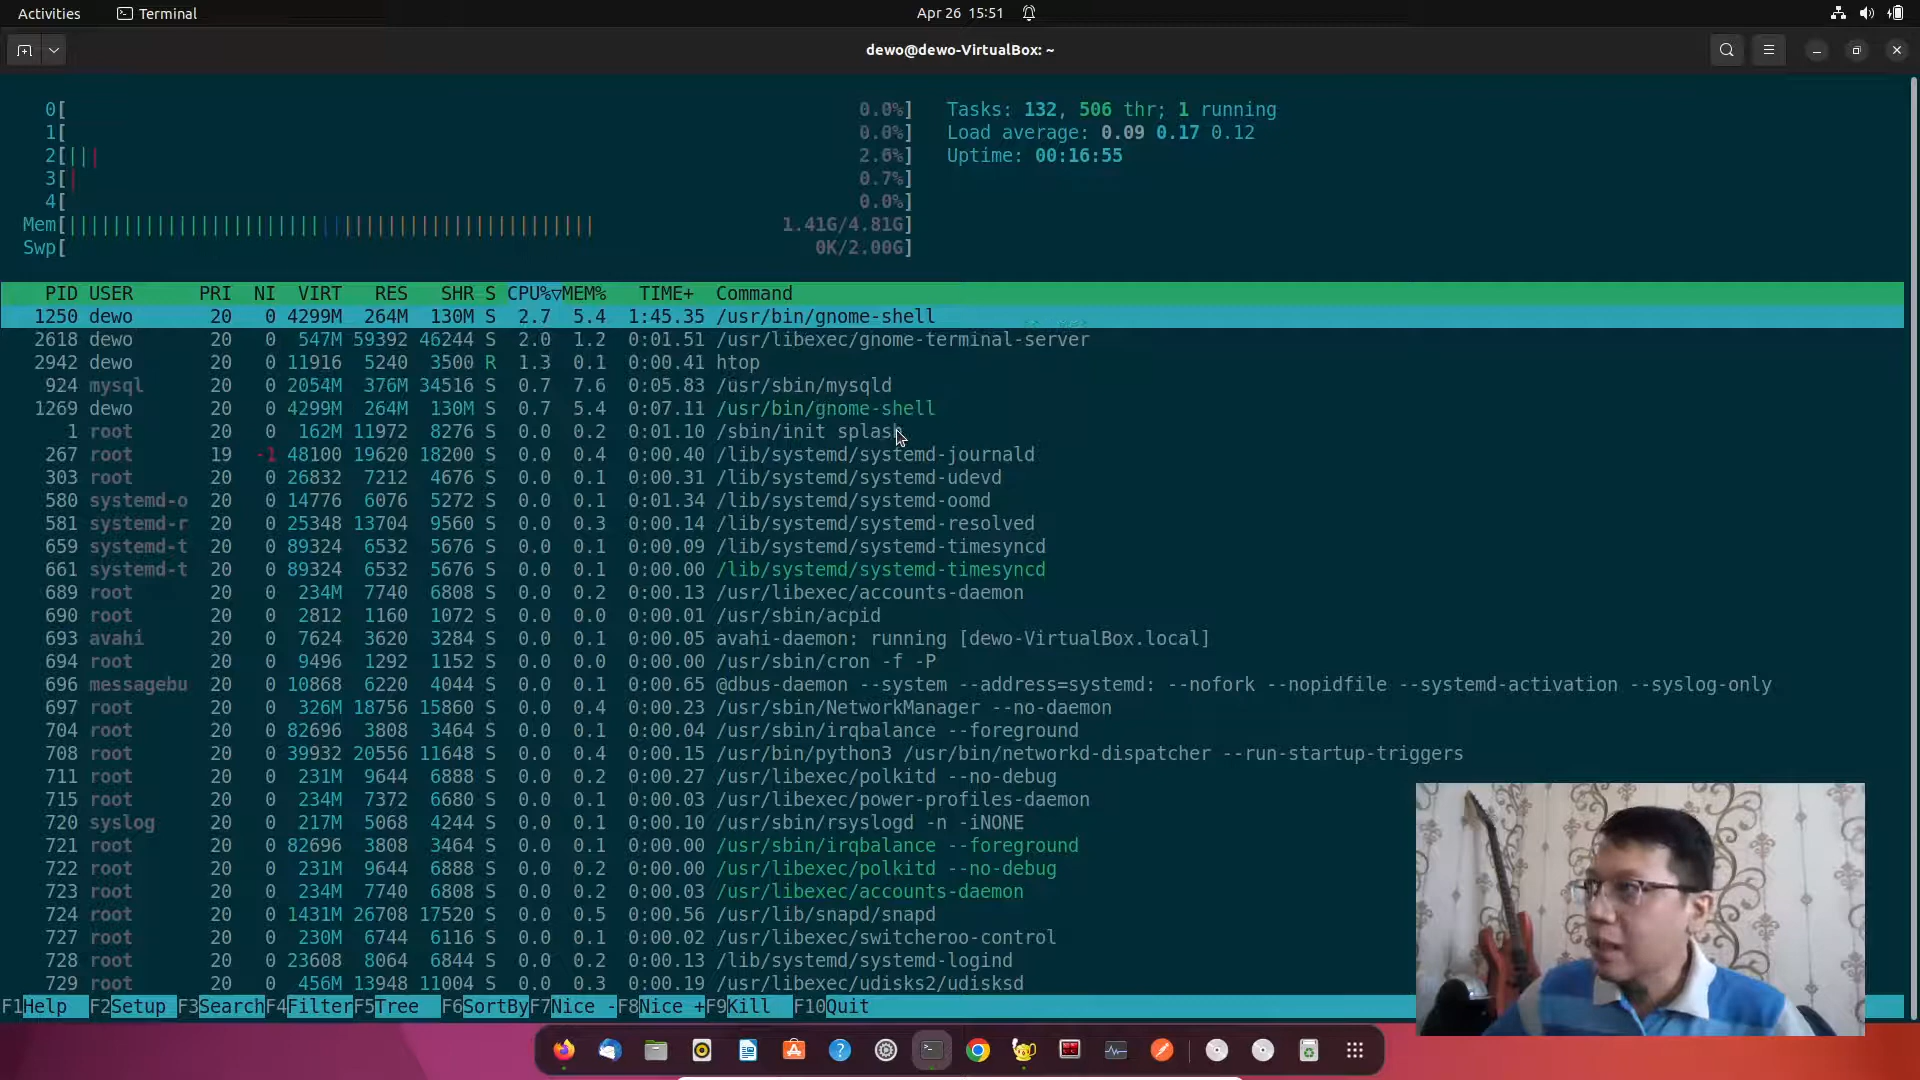 Activities Terminal Apr 26 15:51
dewo@dewo-VirtualBox: ~
0[ 0.0%] Tasks: 132, 506 thr; 1 running
1[ 0.0%] Load average: 0.09 0.17 0.12
2[||| 2.6%] Uptime: 00:16:55
3[| 0.7%]
4[ 0.0%]
Mem[|||||||||||||||||||||||||||||||||||||||||||||||| 1.41G/4.81G]
Swp[ 0K/2.00G]
PID USER PRI NI VIRT RES SHR S CPU%▽MEM% TIME+ Command
1250 dewo 20 0 4299M 264M 130M S 2.7 5.4 1:45.35 /usr/bin/gnome-shell
2618 dewo 20 0 547M 59392 46244 S 2.0 1.2 0:01.51 /usr/libexec/gnome-terminal-server
2942 dewo 20 0 11916 5240 3500 R 1.3 0.1 0:00.41 htop
924 mysql 20 0 2054M 376M 34516 S 0.7 7.6 0:05.83 /usr/sbin/mysqld
1269 dewo 20 0 4299M 264M 130M S 0.7 5.4 0:07.11 /usr/bin/gnome-shell
1 root 20 0 162M 11972 8276 S 0.0 0.2 0:01.10 /sbin/init splash
267 root 19 -1 48100 19620 18200 S 0.0 0.4 0:00.40 /lib/systemd/systemd-journald
303 root 20 0 26832 7212 4676 S 0.0 0.1 0:00.31 /lib/systemd/systemd-udevd
580 systemd-o 20 0 14776 6076 5272 S 0.0 0.1 0:01.34 /lib/systemd/systemd-oomd
581 systemd-r 20 0 25348 13704 9560 S 0.0 0.3 0:00.14 /lib/systemd/systemd-resolved
659 systemd-t 20 0 89324 6532 5676 S 0.0 0.1 0:00.09 /lib/systemd/systemd-timesyncd
661 systemd-t 20 0 89324 6532 5676 S 0.0 0.1 0:00.00 /lib/systemd/systemd-timesyncd
689 root 20 0 234M 7740 6808 S 0.0 0.2 0:00.13 /usr/libexec/accounts-daemon
690 root 20 0 2812 1160 1072 S 0.0 0.0 0:00.01 /usr/sbin/acpid
693 avahi 20 0 7624 3620 3284 S 0.0 0.1 0:00.05 avahi-daemon: running [dewo-VirtualBox.local]
694 root 20 0 9496 1292 1152 S 0.0 0.0 0:00.00 /usr/sbin/cron -f -P
696 messagebu 20 0 10868 6220 4044 S 0.0 0.1 0:00.65 @dbus-daemon --system --address=systemd: --nofork --nopidfile --systemd-activation --syslog-only
697 root 20 0 326M 18756 15860 S 0.0 0.4 0:00.23 /usr/sbin/NetworkManager --no-daemon
704 root 20 0 82696 3808 3464 S 0.0 0.1 0:00.04 /usr/sbin/irqbalance --foreground
708 root 20 0 39932 20556 11648 S 0.0 0.4 0:00.15 /usr/bin/python3 /usr/bin/networkd-dispatcher --run-startup-triggers
711 root 20 0 231M 9644 6888 S 0.0 0.2 0:00.27 /usr/libexec/polkitd --no-debug
715 root 20 0 234M 7372 6680 S 0.0 0.1 0:00.03 /usr/libexec/power-profiles-daemon
720 syslog 20 0 217M 5068 4244 S 0.0 0.1 0:00.10 /usr/sbin/rsyslogd -n -iNONE
721 root 20 0 82696 3808 3464 S 0.0 0.1 0:00.00 /usr/sbin/irqbalance --foreground
722 root 20 0 231M 9644 6888 S 0.0 0.2 0:00.00 /usr/libexec/polkitd --no-debug
723 root 20 0 234M 7740 6808 S 0.0 0.2 0:00.03 /usr/libexec/accounts-daemon
724 root 20 0 1431M 26708 17520 S 0.0 0.5 0:00.56 /usr/lib/snapd/snapd
727 root 20 0 230M 6744 6116 S 0.0 0.1 0:00.02 /usr/libexec/switcheroo-control
728 root 20 0 23608 8064 6844 S 0.0 0.2 0:00.13 /lib/systemd/systemd-logind
729 root 20 0 456M 13948 11004 S 0.0 0.3 0:00.19 /usr/libexec/udisks2/udisksd
F1Help F2Setup F3SearchF4FilterF5Tree F6SortByF7Nice -F8Nice +F9Kill F10Quit